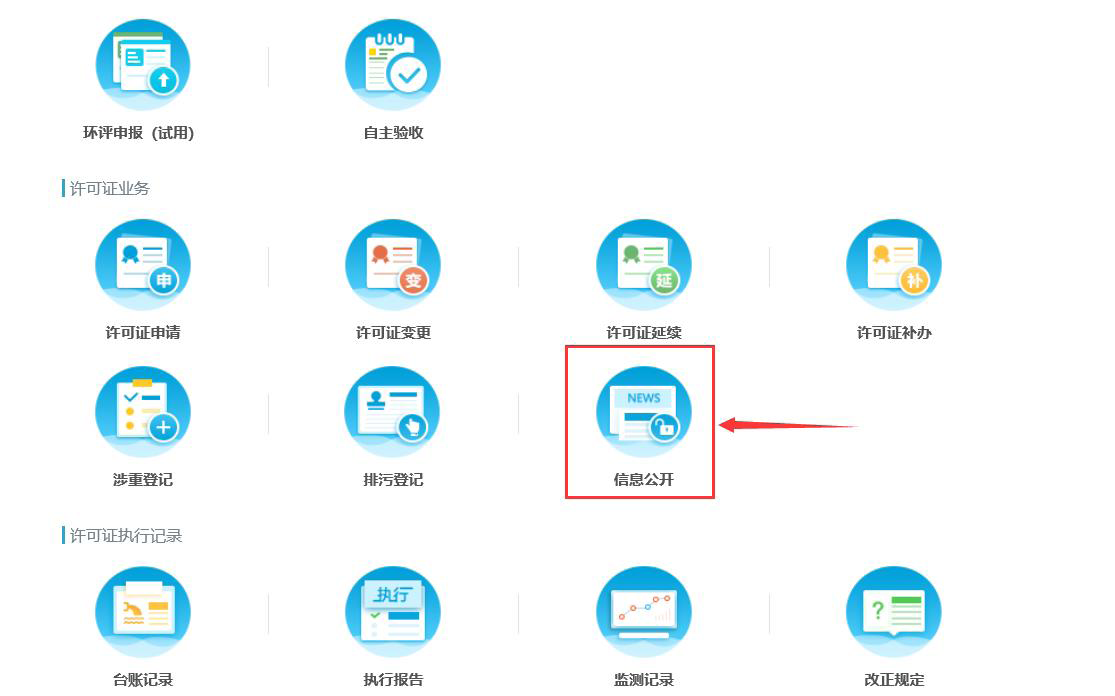 环评申报（试用）
自主验收
许可证业务
申
变
延
补
许可证申请
许可证变更
许可证延续
许可证补办
NEWS
涉重登记
排污登记
信息公开
许可证执行记录
执行
?
台账记录
执行报告
监测记录
改正规定